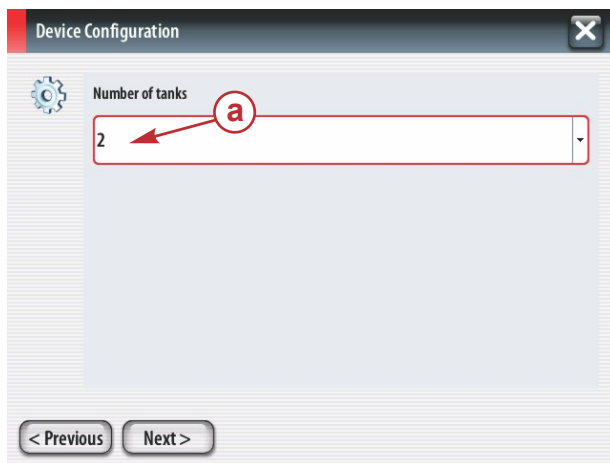 Device Configuration
Number of tanks
a
2
< Previous
Next >